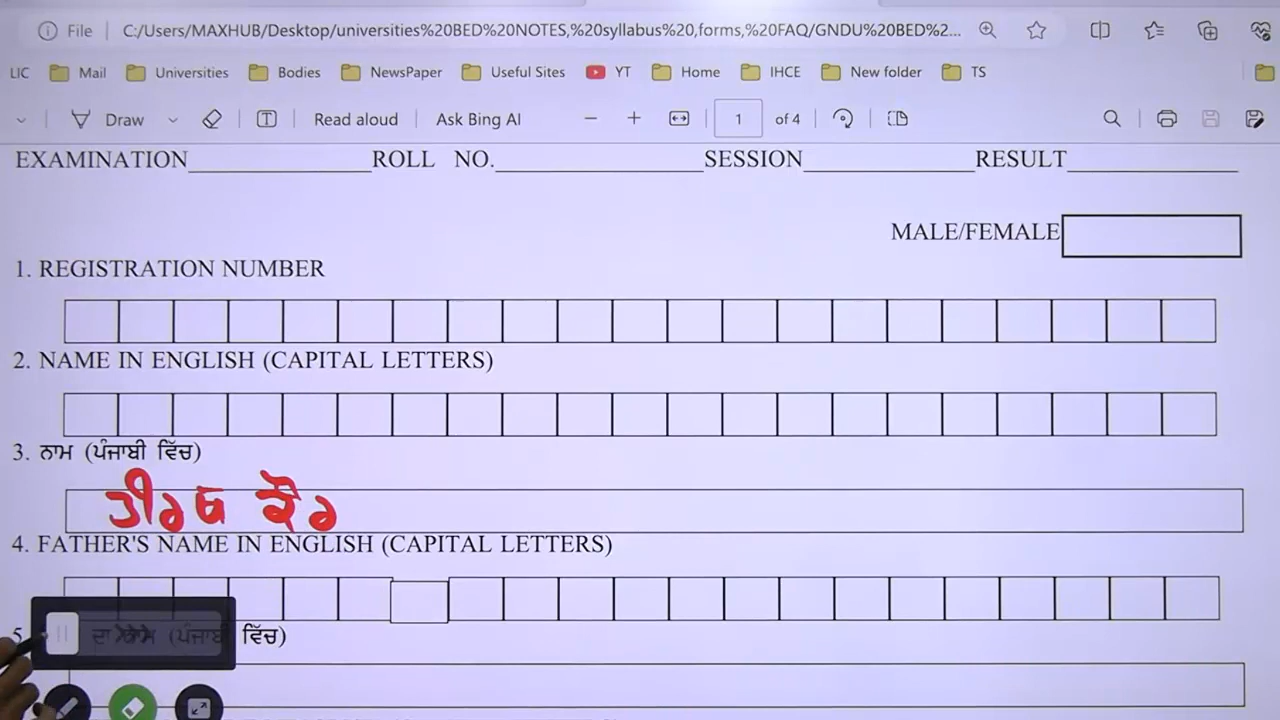 File C:/Users/MAXHUB/Desktop/universities%20BED%20NOTES,%20syllabus%20,forms,%20FAQ/GNDU%20BED%2...
LIC Mail Universities Bodies NewsPaper Useful Sites YT Home IHCE New folder TS
Draw Read aloud Ask Bing AI 1 of 4
EXAMINATION ROLL NO. SESSION RESULT
MALE/FEMALE
1. REGISTRATION NUMBER
2. NAME IN ENGLISH (CAPITAL LETTERS)
3. ਨਾਮ (ਪੰਜਾਬੀ ਵਿੱਚ)
ਤੀਰਥ ਕੌਰ
4. FATHER'S NAME IN ENGLISH (CAPITAL LETTERS)
5. ਦਾ ਨਾਮ (ਪੰਜਾਬੀ ਵਿੱਚ)